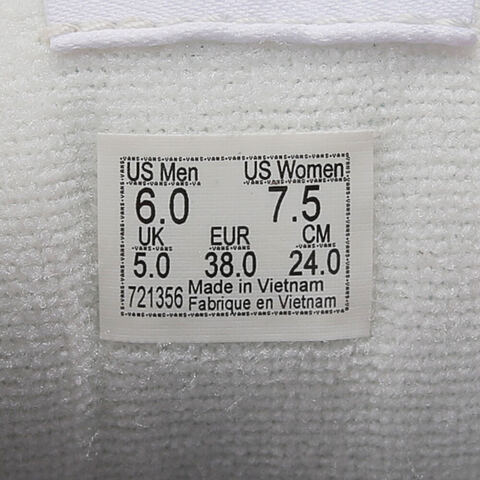 US Men US Women
6.0 7.5
UK EUR CM
5.0 38.0 24.0
721356 Made in Vietnam
Fabrique en Vietnam